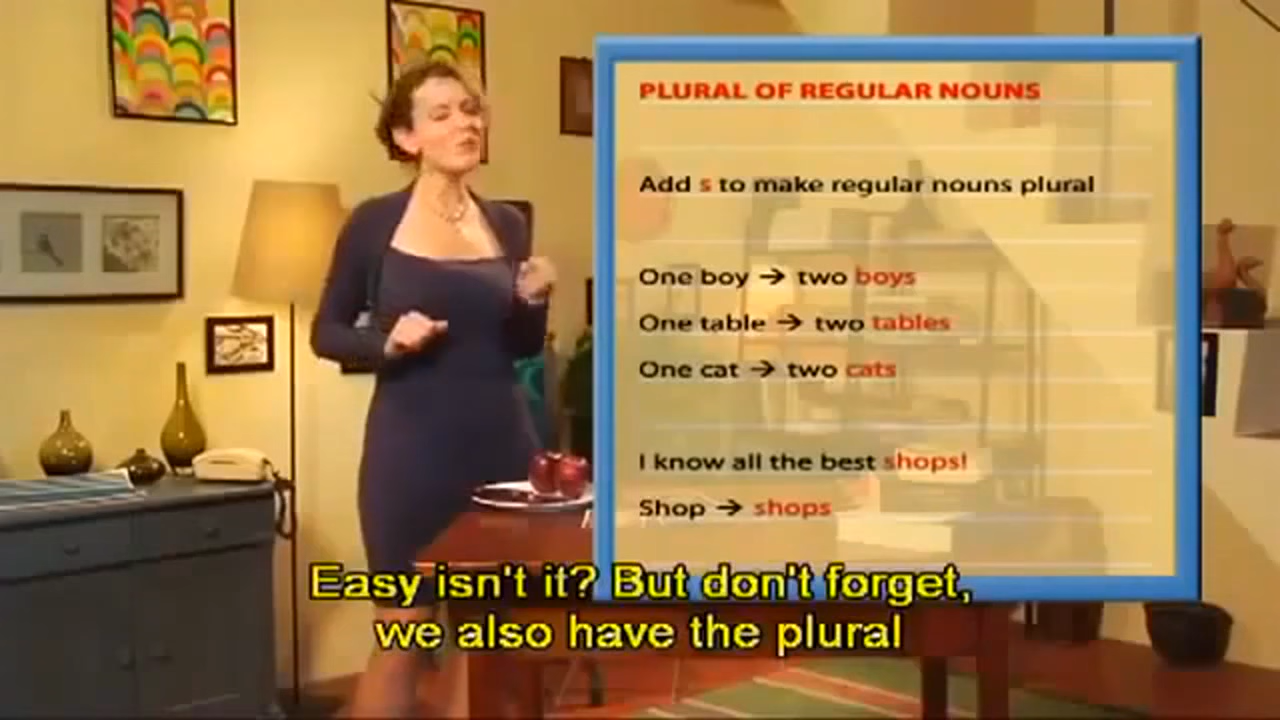 PLURAL OF REGULAR NOUNS
Add s to make regular nouns plural
One boy → two boys
One table → two tables
One cat → two cats
I know all the best shops!
Shop → shops
Easy isn't it? But don't forget,
we also have the plural